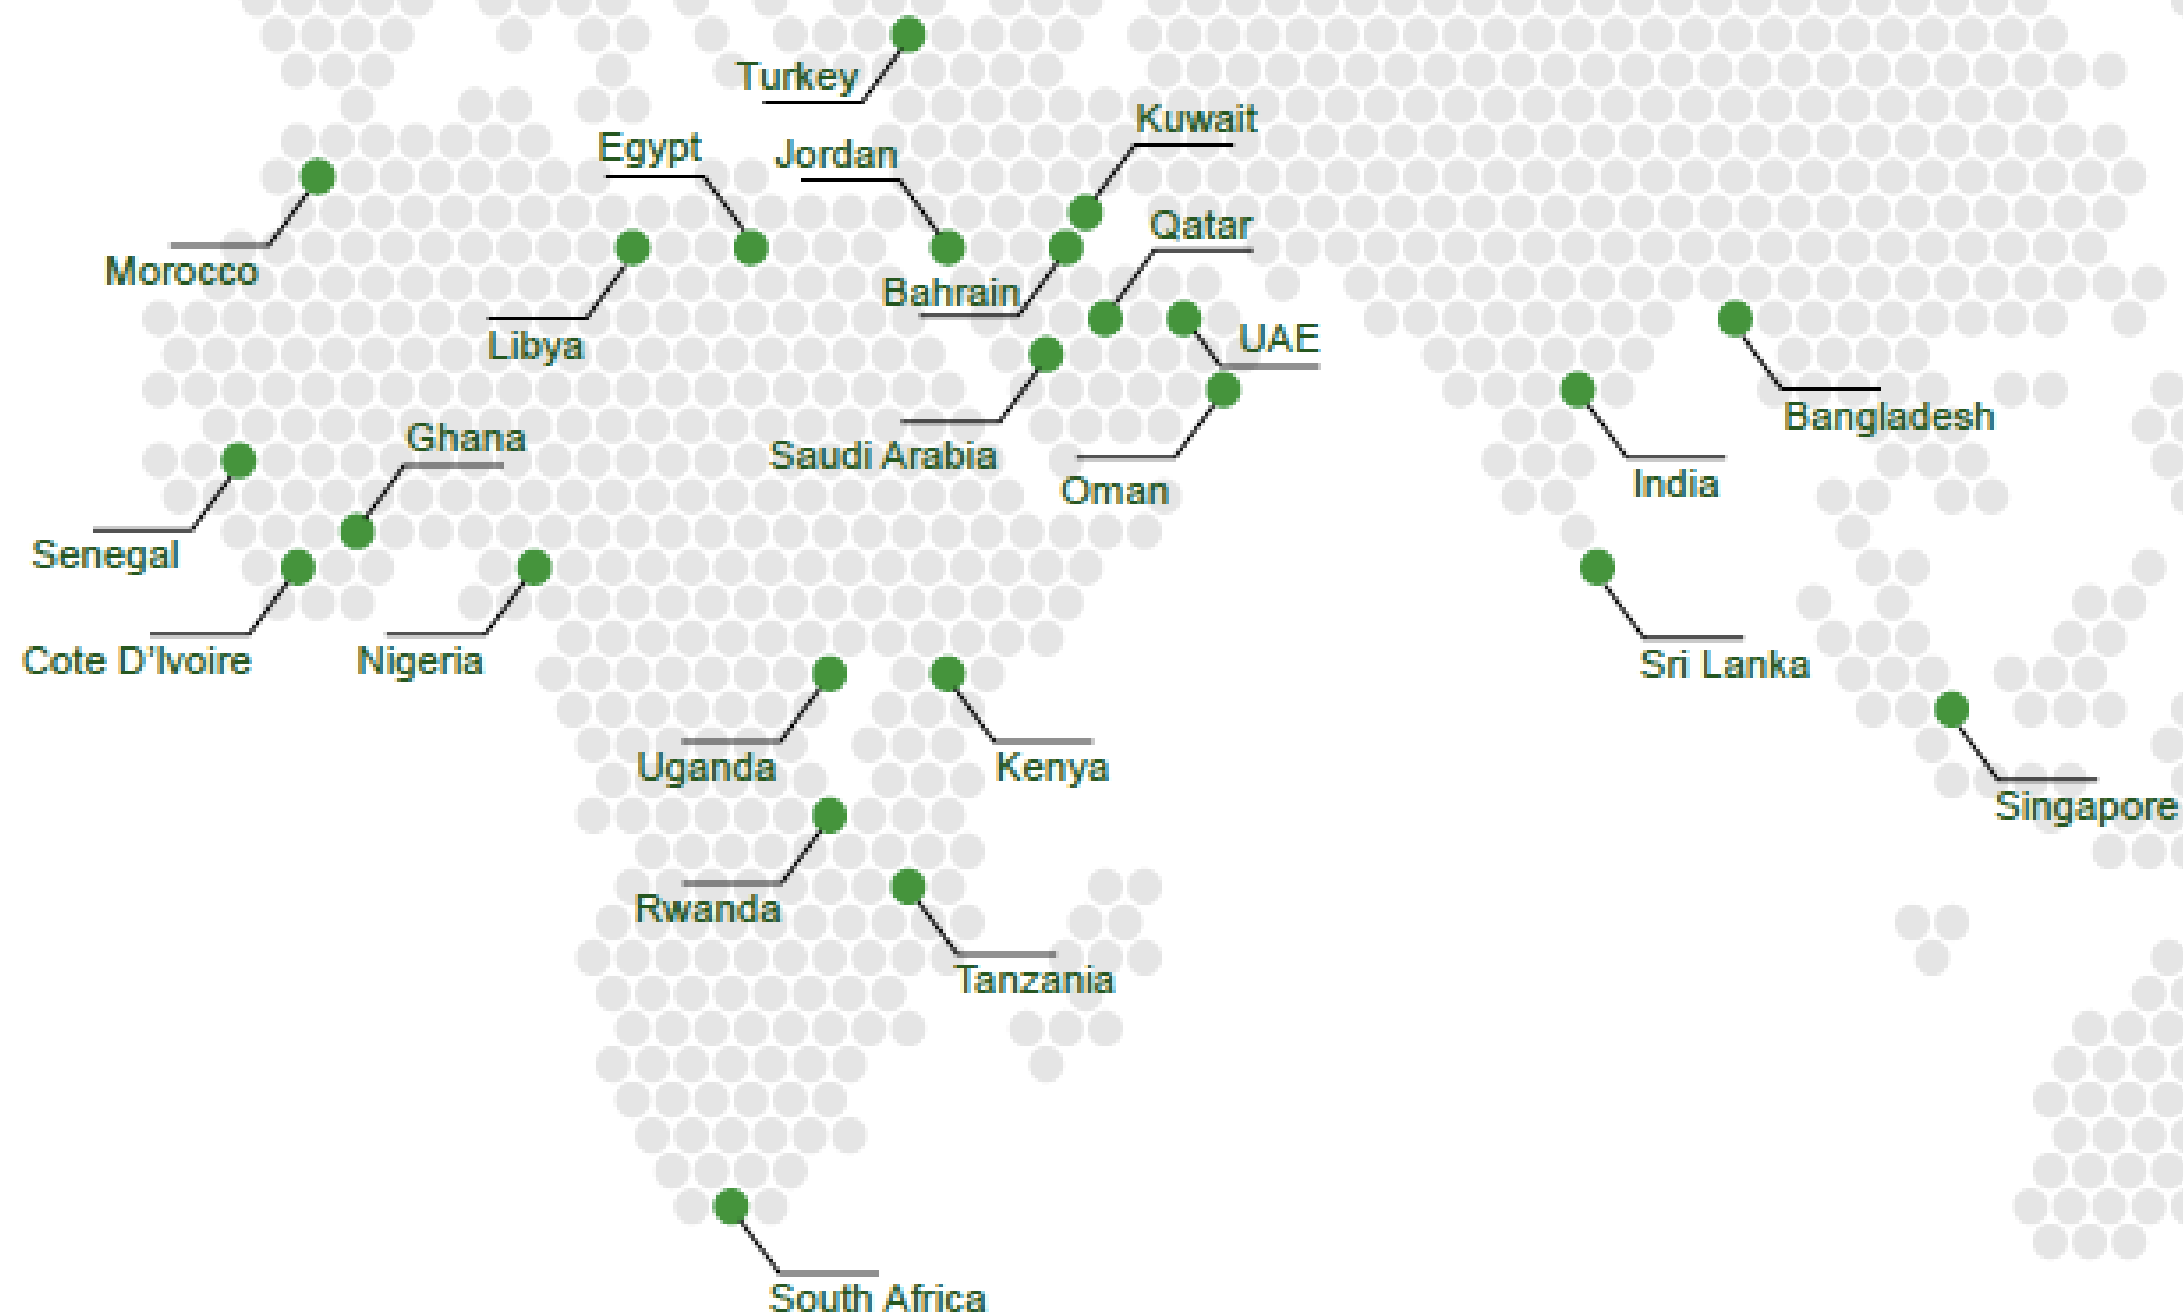 Turkey
Kuwait
Egypt
Jordan
Qatar
Morocco
Bahrain
Libya
UAE
Bangladesh
Ghana
Saudi Arabia
India
Oman
Senegal
Cote D'Ivoire
Nigeria
Sri Lanka
Uganda
Kenya
Singapore
Rwanda
Tanzania
South Africa